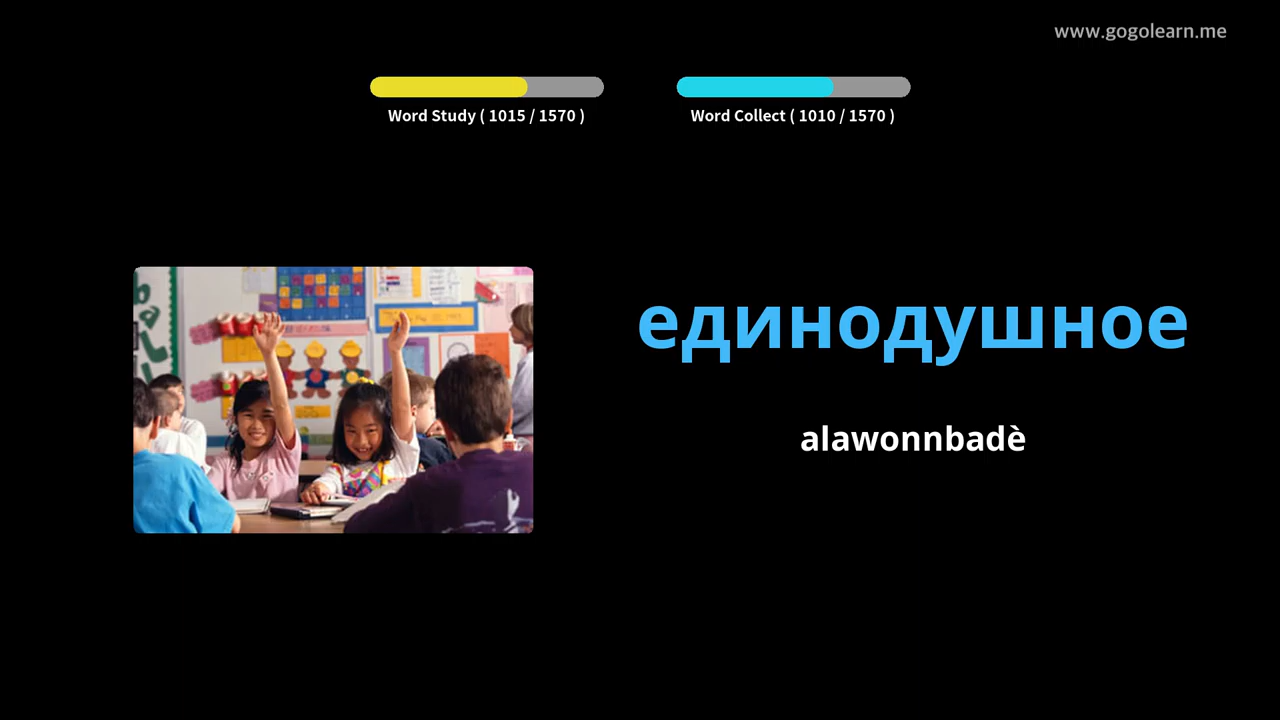 www.gogolearn.me
Word Study ( 1015 / 1570 )
Word Collect ( 1010 / 1570 )
единодушное
alawonnbadè